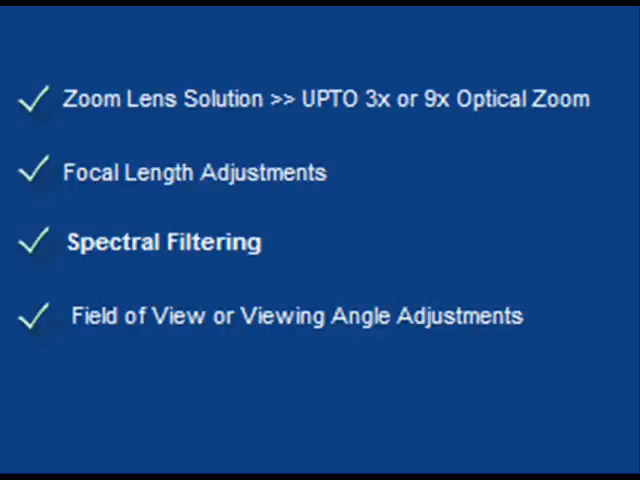 Zoom Lens Solution >> UPTO 3x or 9x Optical Zoom
Focal Length Adjustments
Spectral Filtering
Field of View or Viewing Angle Adjustments